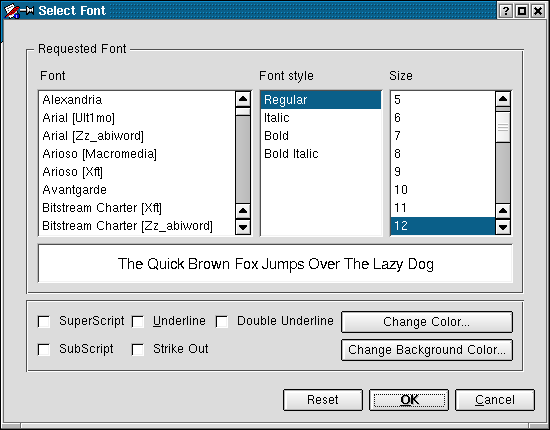 Select Font
Requested Font
Font Font style Size
Alexandria Regular 5
Arial [Ult1mo] Italic 6
Arial [Zz_abiword] Bold 7
Arioso [Macromedia] Bold Italic 8
Arioso [Xft] 9
Avantgarde 10
Bitstream Charter [Xft] 11
Bitstream Charter [Zz_abiword] 12
The Quick Brown Fox Jumps Over The Lazy Dog
SuperScript Underline Double Underline Change Color...
SubScript Strike Out Change Background Color...
Reset OK Cancel